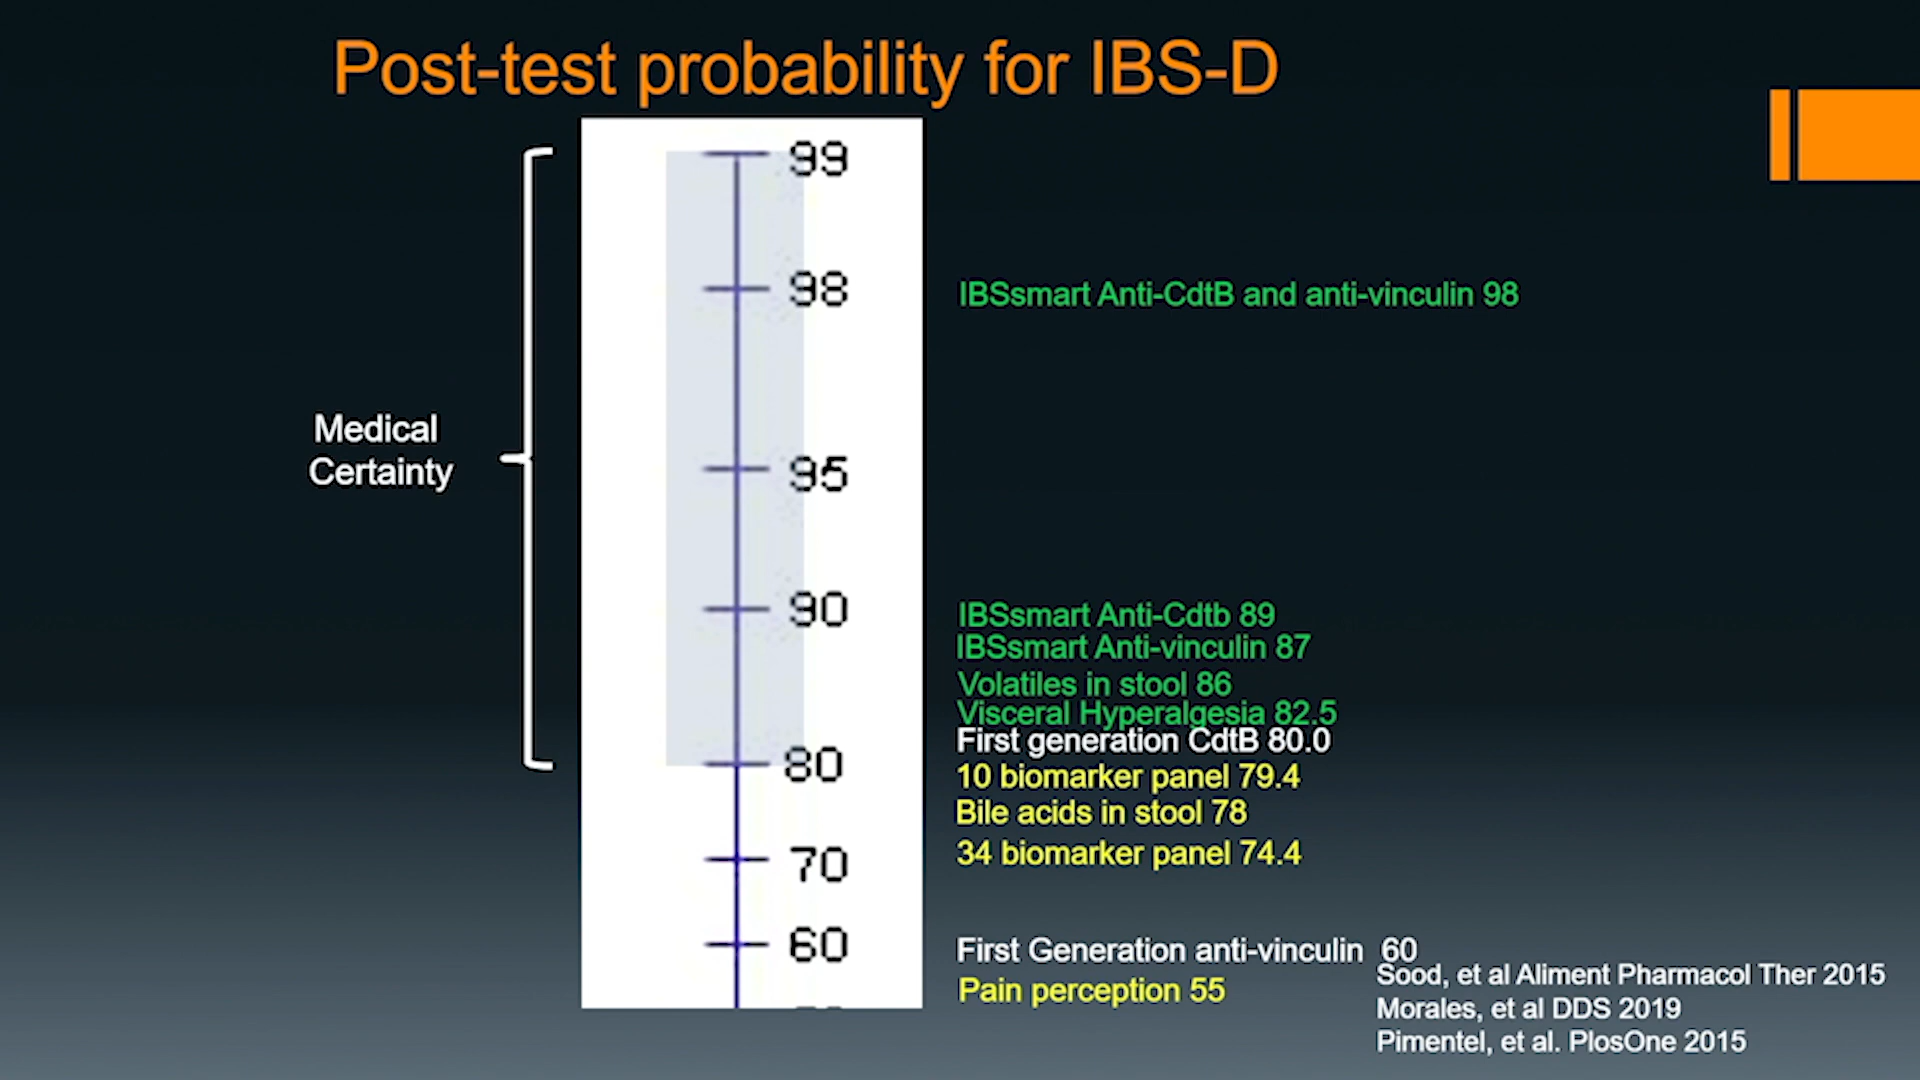 Post-test probability for IBS-D
99
98
IBSsmart Anti-CdtB and anti-vinculin 98
Medical
Certainty
95
90
IBSsmart Anti-Cdtb 89
IBSsmart Anti-vinculin 87
Volatiles in stool 86
Visceral Hyperalgesia 82.5
First generation CdtB 80.0
80
10 biomarker panel 79.4
Bile acids in stool 78
34 biomarker panel 74.4
70
60
First Generation anti-vinculin 60
Pain perception 55
Sood, et al Aliment Pharmacol Ther 2015
Morales, et al DDS 2019
Pimentel, et al. PlosOne 2015